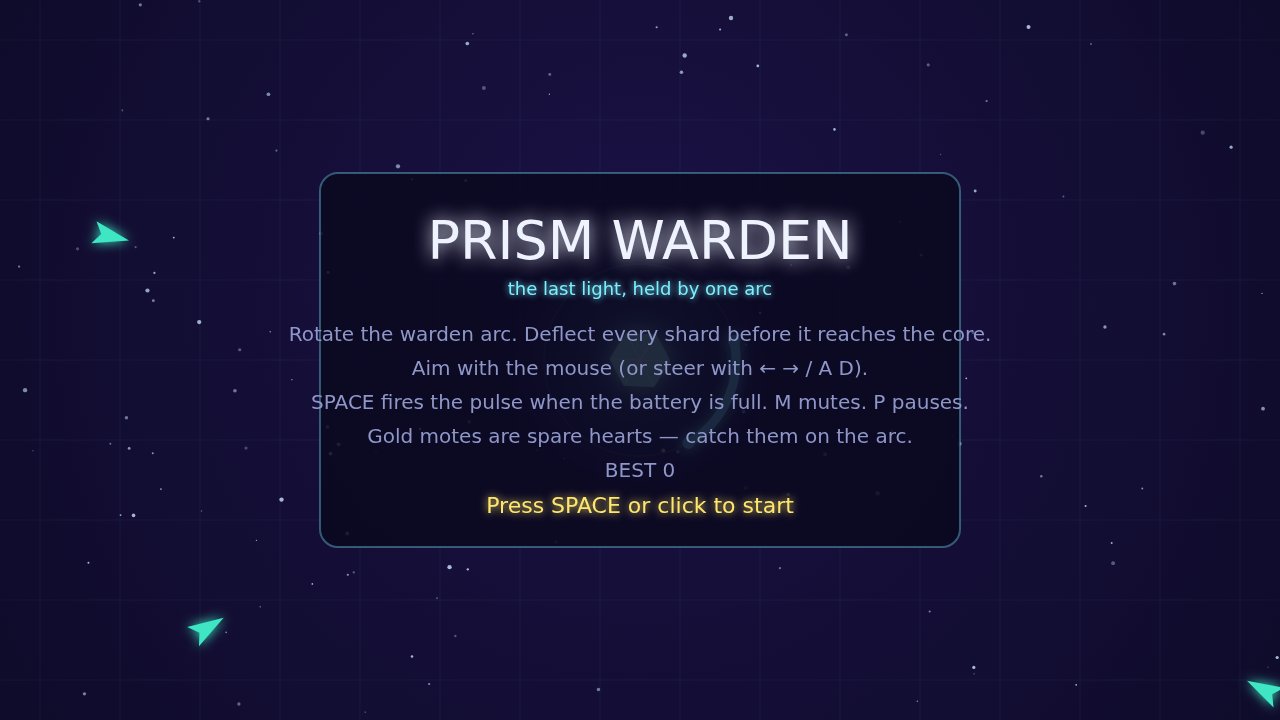 PRISM WARDEN
the last light, held by one arc
Rotate the warden arc. Deflect every shard before it reaches the core.
Aim with the mouse (or steer with ← → / A D).
SPACE fires the pulse when the battery is full. M mutes. P pauses.
Gold motes are spare hearts — catch them on the arc.
BEST 0
Press SPACE or click to start